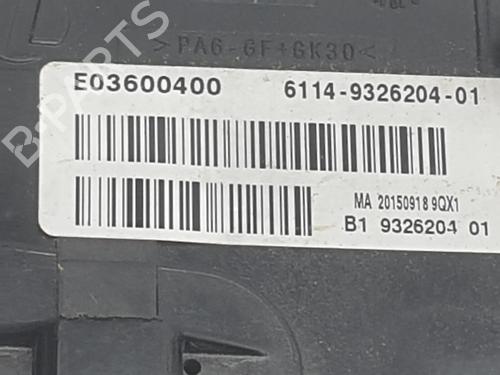 >PA6-GF+GK30<
E03600400 6114-9326204-01
MA 20150918 9QX1
B1 9326204 01
B-PARTS